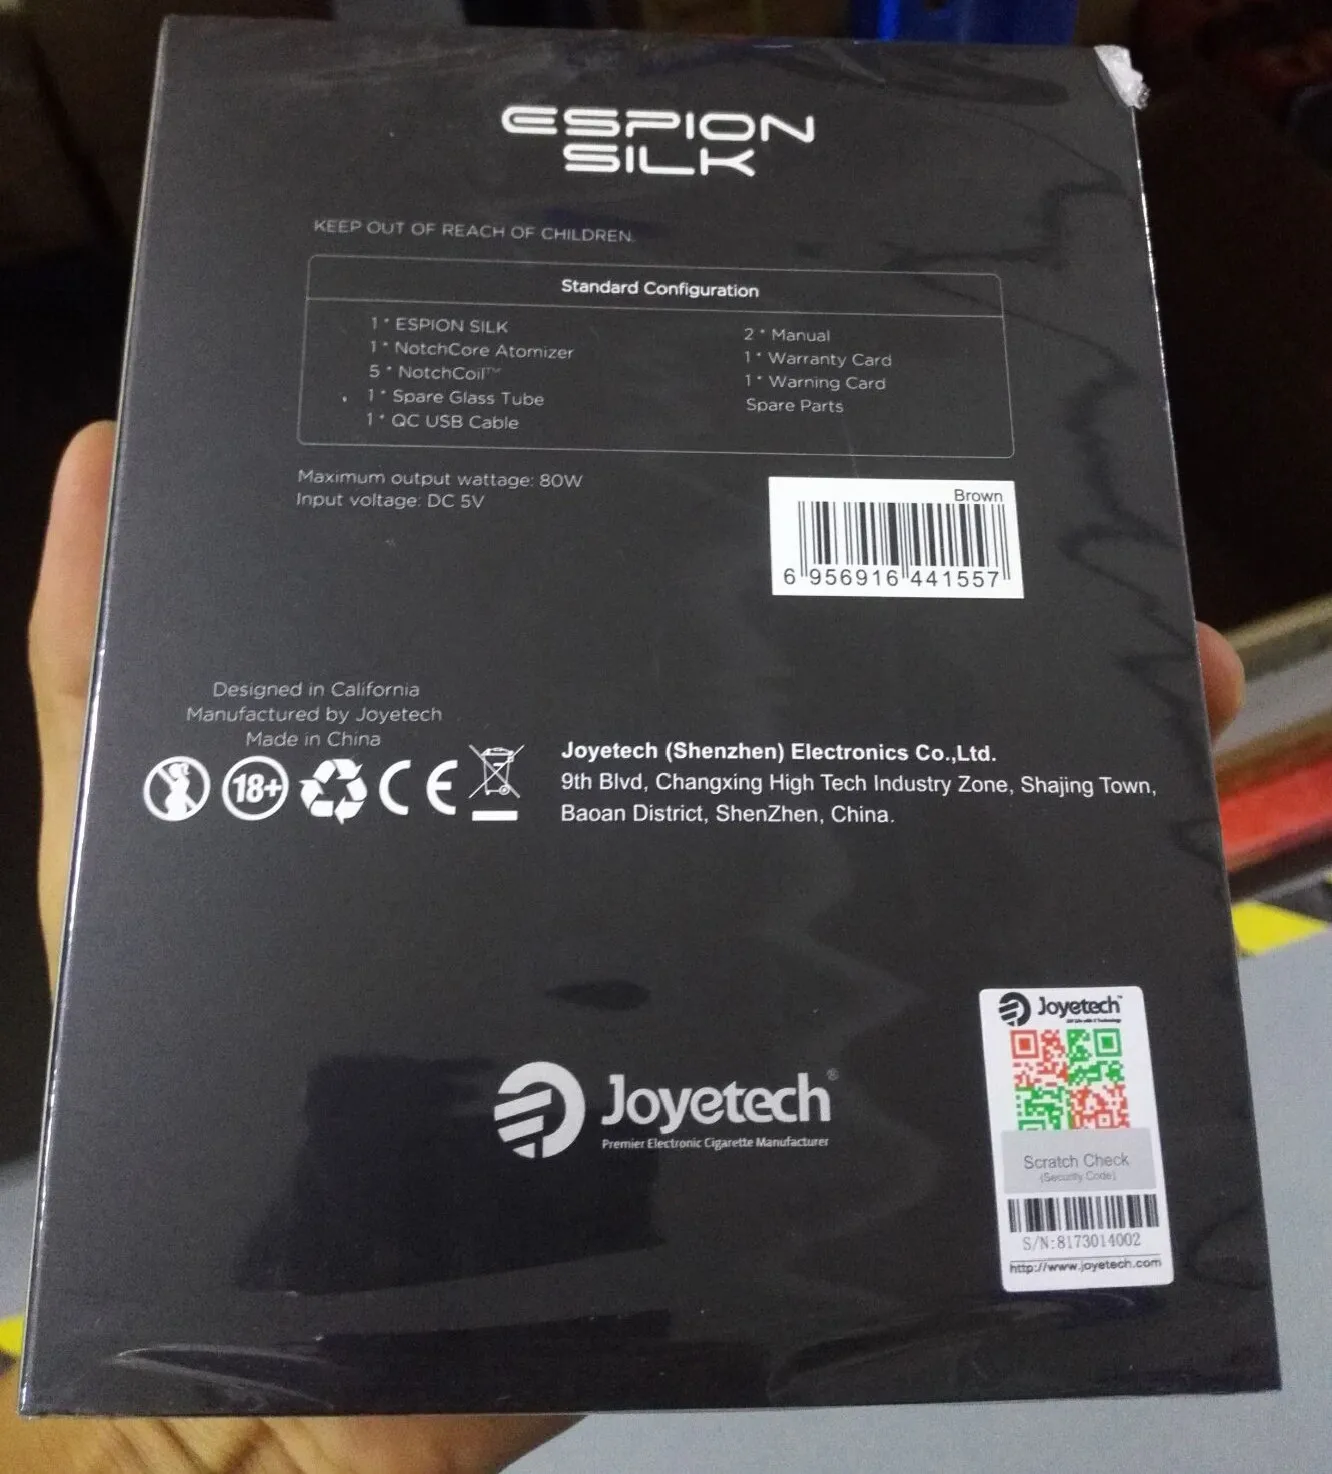 ESPION
SILK
KEEP OUT OF REACH OF CHILDREN.
Standard Configuration
1 * ESPION SILK
1 * NotchCore Atomizer
5 * NotchCoil™
1 * Spare Glass Tube
1 * QC USB Cable
2 * Manual
1 * Warranty Card
1 * Warning Card
Spare Parts
Maximum output wattage: 80W
Input voltage: DC 5V
Brown
6 956916 441557
Designed in California
Manufactured by Joyetech
Made in China
18+
CE
Joyetech (Shenzhen) Electronics Co.,Ltd.
9th Blvd, Changxing High Tech Industry Zone, Shajing Town,
Baoan District, ShenZhen, China.
Joyetech®
Premier Electronic Cigarette Manufacturer
Joyetech™
Scratch Check
(Security Code)
S/N:8173014002
http://www.joyetech.com